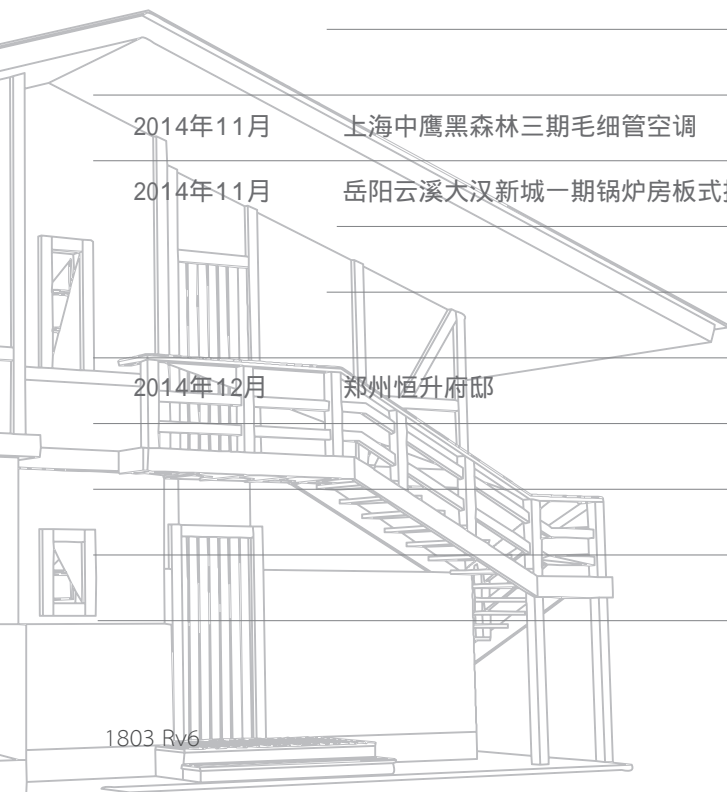 2014年11月 上海中鹰黑森林三期毛细管空调
2014年11月 岳阳云溪大汉新城一期锅炉房板式
2014年12月 郑州恒升府邸
1803 Rv6